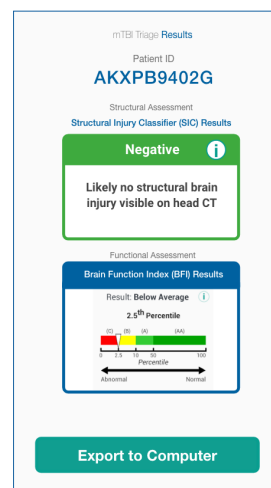 mTBI Triage Results
Patient ID
AKXPB9402G
Structural Assessment
Structural Injury Classifier (SIC) Results
Negative i
Likely no structural brain
injury visible on head CT
Functional Assessment
Brain Function Index (BFI) Results
Result: Below Average i
2.5th Percentile
(C) (B) (A) (AA)
0 2.5 10 50 100
Percentile
Abnormal Normal
Export to Computer